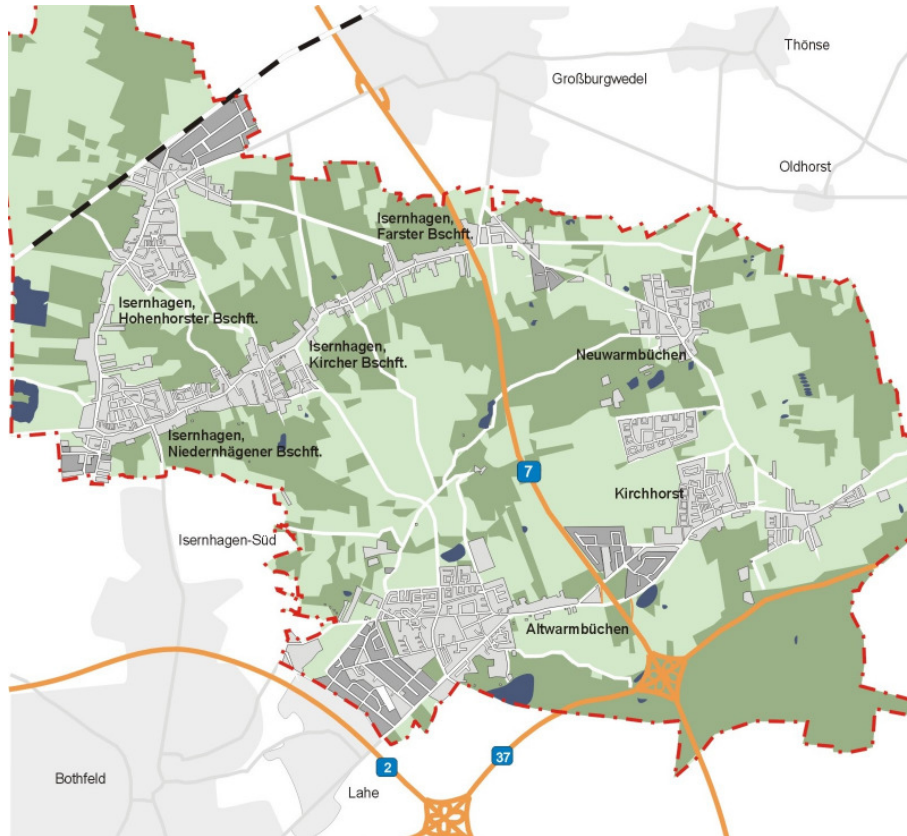 Thönse
Großburgwedel
Oldhorst
Isernhagen,
Farster Bschft.
Isernhagen,
Hohenhorster Bschft.
Isernhagen,
Kircher Bschft.
Neuwarmbüchen
Isernhagen,
Niedernhägener Bschft.
7
Kirchhorst
Isernhagen-Süd
Altwarmbüchen
37
2
Bothfeld
Lahe